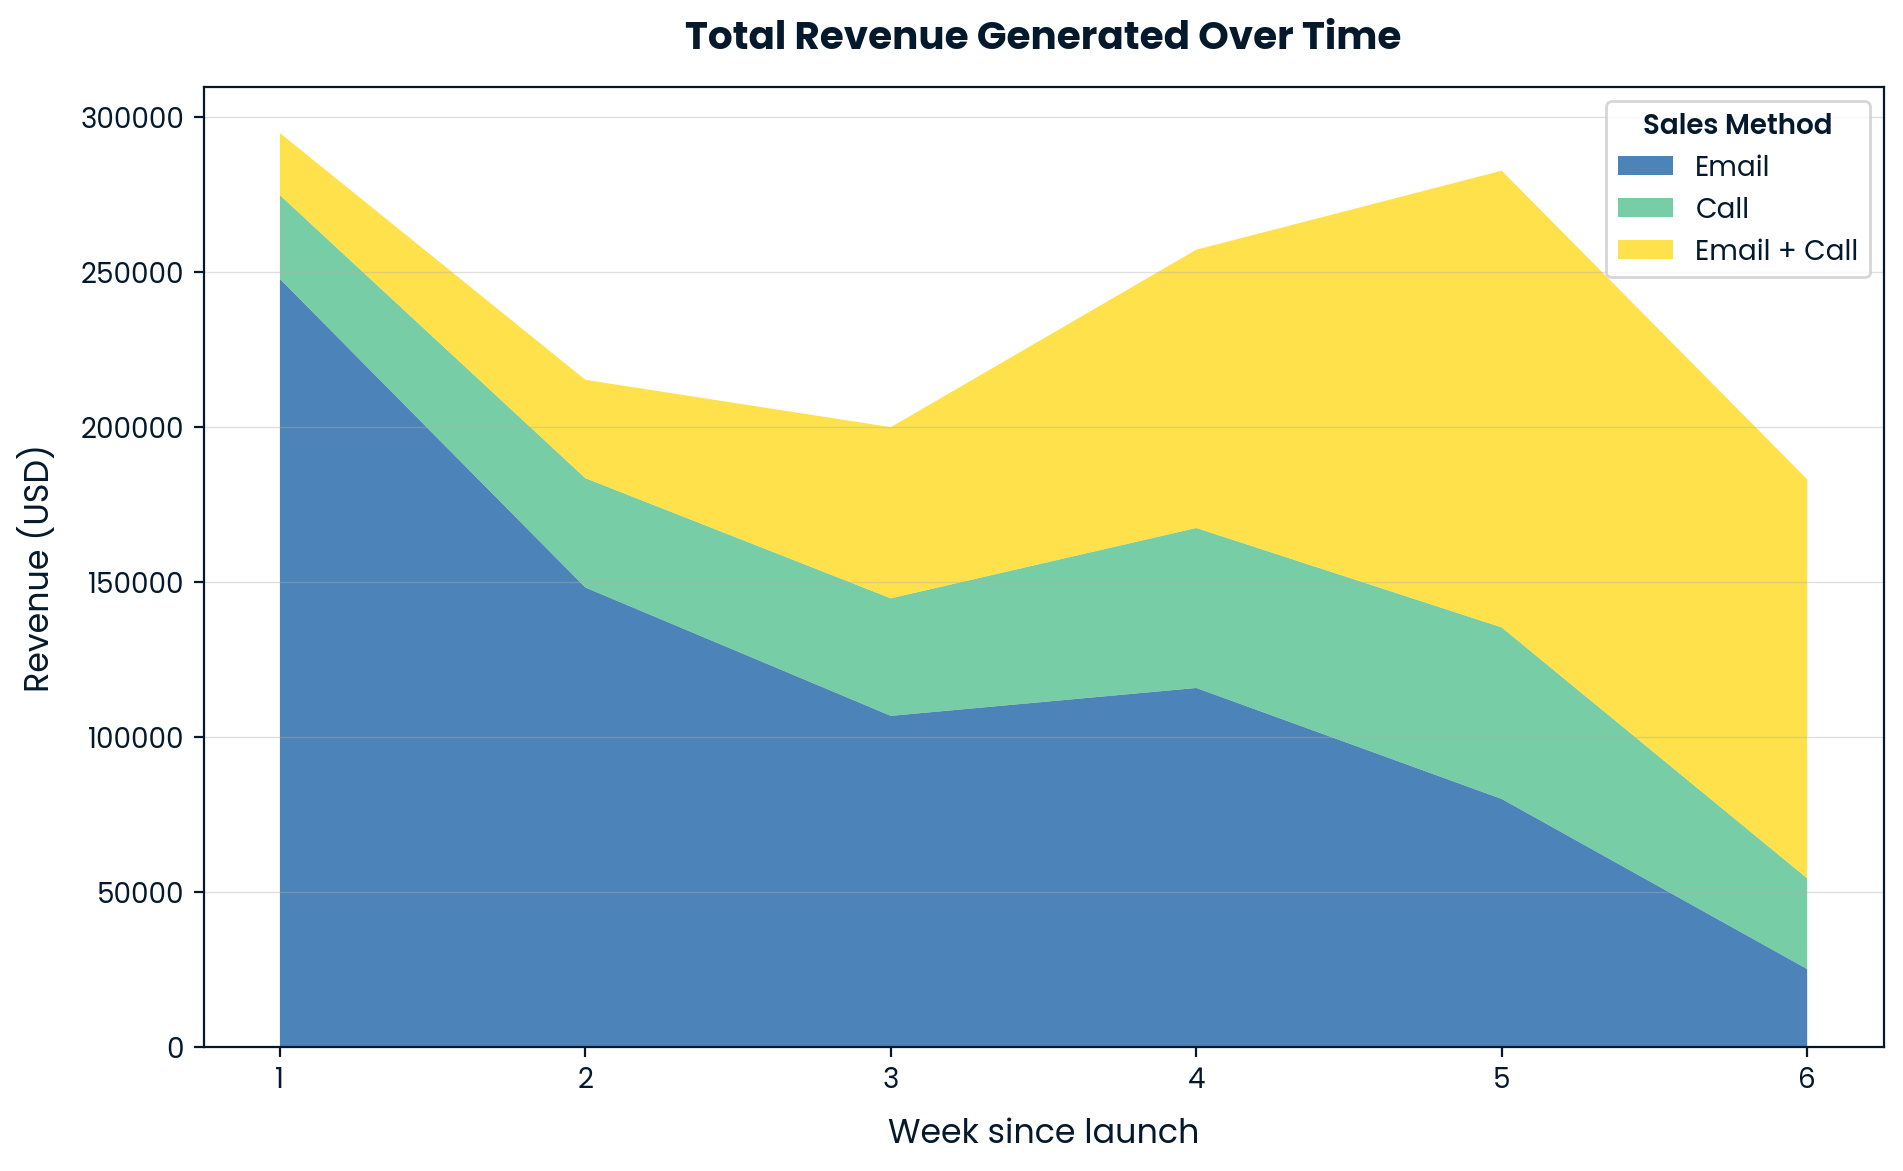 Total Revenue Generated Over Time
300000
250000
200000
150000
100000
50000
0
Revenue (USD)
Sales Method
Email
Call
Email + Call
1 2 3 4 5 6
Week since launch